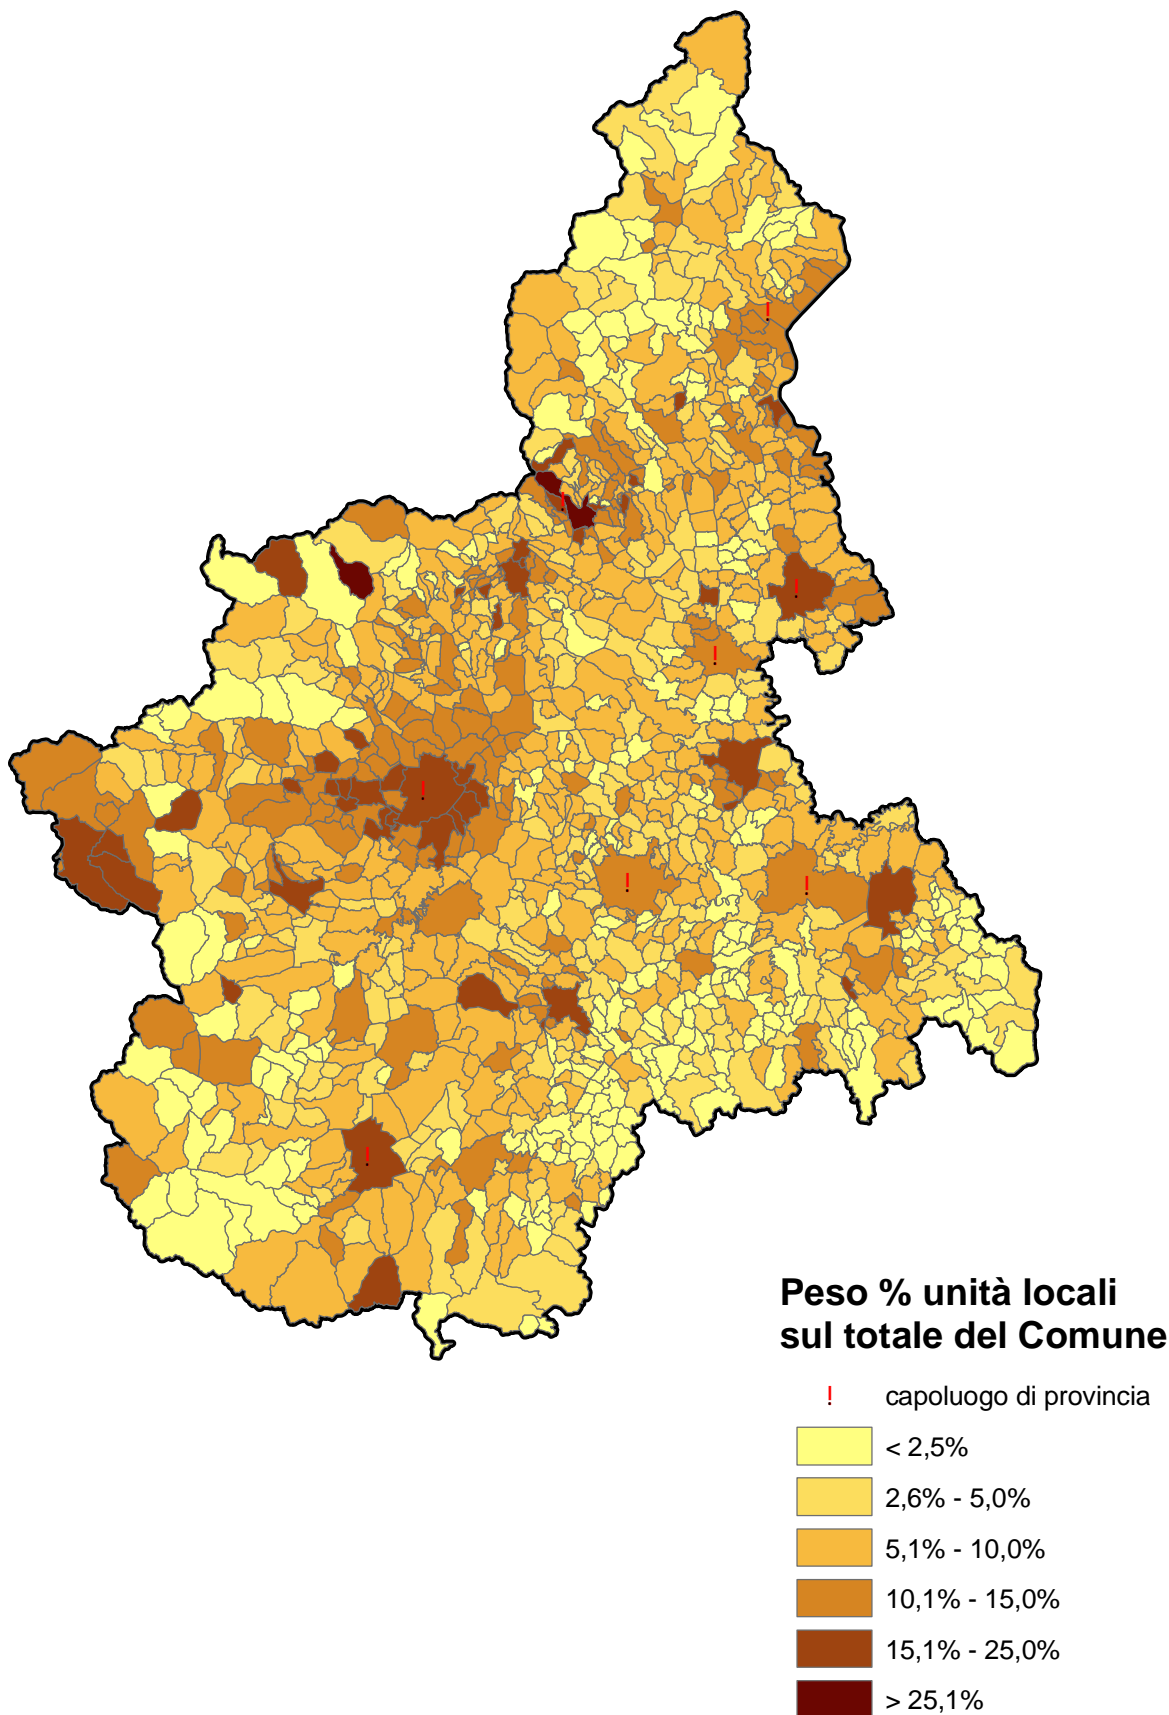 Peso % unità locali
sul totale del Comune
! capoluogo di provincia
< 2,5%
2,6% - 5,0%
5,1% - 10,0%
10,1% - 15,0%
15,1% - 25,0%
> 25,1%